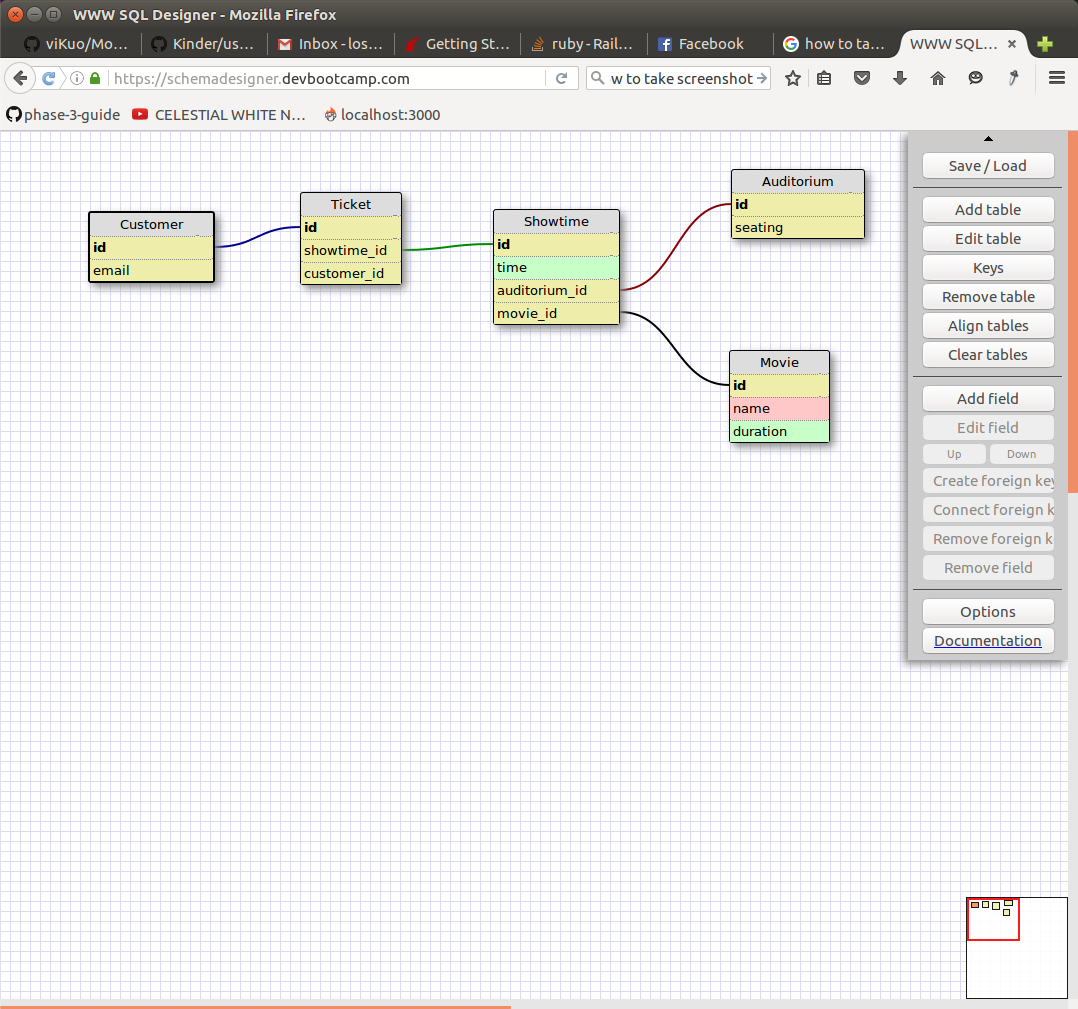 WWW SQL Designer - Mozilla Firefox
viKuo/Mo... Kinder/us... Inbox - los... Getting St... ruby - Rail... Facebook how to ta... WWW SQL...
https://schemadesigner.devbootcamp.com w to take screenshot
phase-3-guide CELESTIAL WHITE N... localhost:3000
Customer
id
email
Ticket
id
showtime_id
customer_id
Showtime
id
time
auditorium_id
movie_id
Auditorium
id
seating
Movie
id
name
duration
Save / Load
Add table
Edit table
Keys
Remove table
Align tables
Clear tables
Add field
Edit field
Up Down
Create foreign key
Connect foreign k
Remove foreign k
Remove field
Options
Documentation